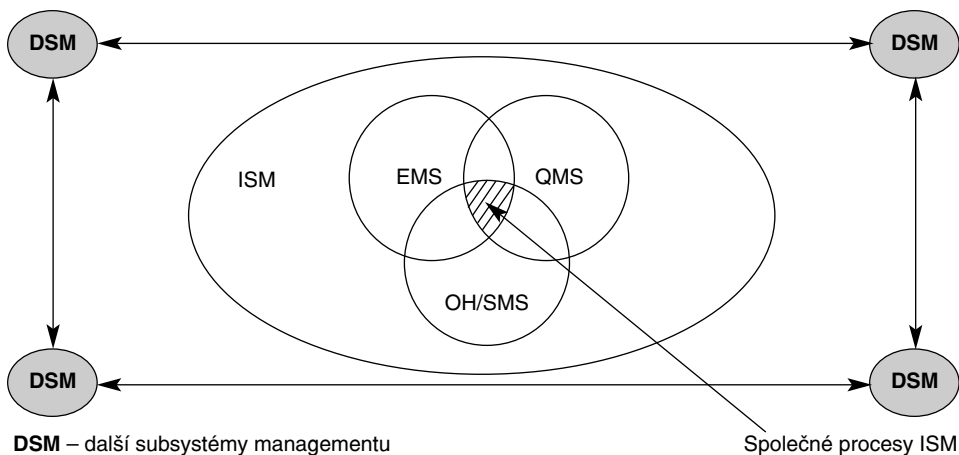 DSM
DSM
ISM
EMS
QMS
OH/SMS
DSM
DSM
DSM – další subsystémy managementu
Společné procesy ISM